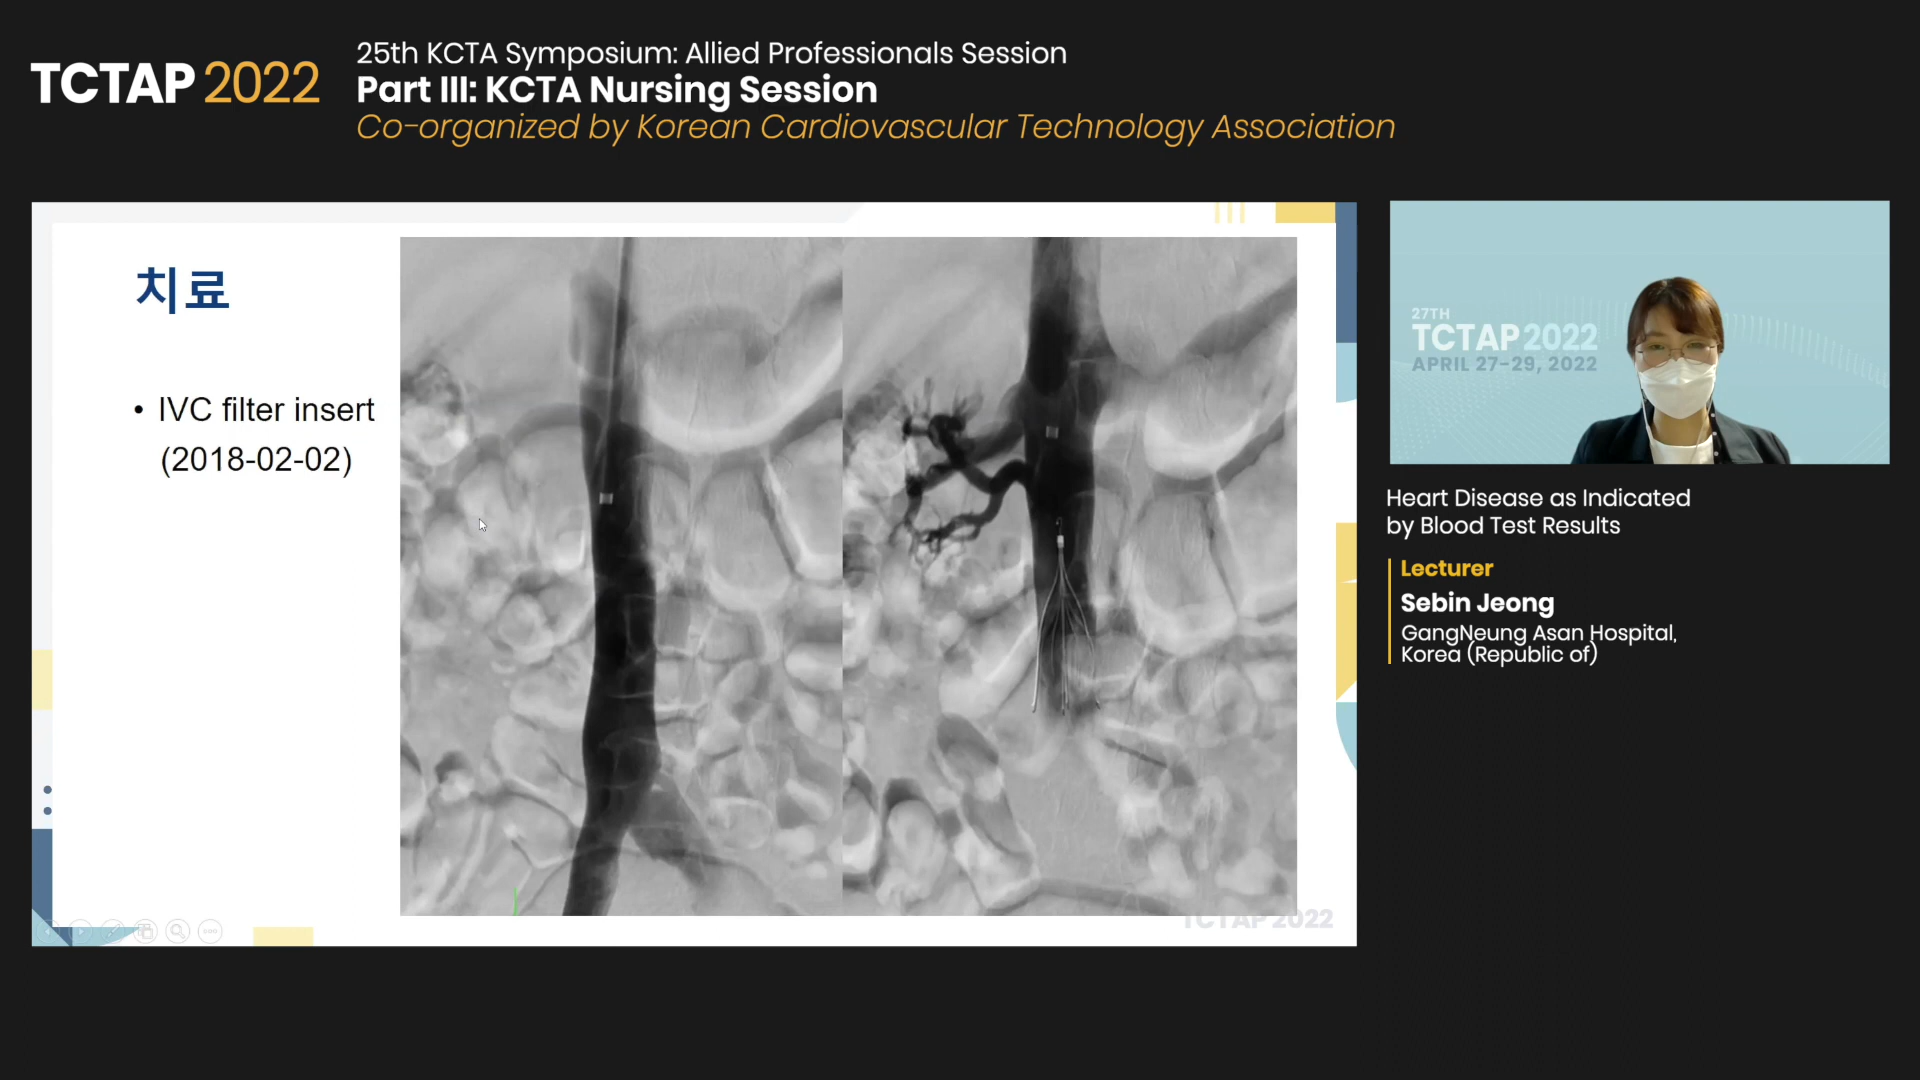 TCTAP 2022
25th KCTA Symposium: Allied Professionals Session
Part III: KCTA Nursing Session
Co-organized by Korean Cardiovascular Technology Association
치료
• IVC filter insert
(2018-02-02)
TCTAP 2022
27TH
TCTAP 2022
APRIL 27-29, 2022
Heart Disease as Indicated
by Blood Test Results
Lecturer
Sebin Jeong
GangNeung Asan Hospital,
Korea (Republic of)